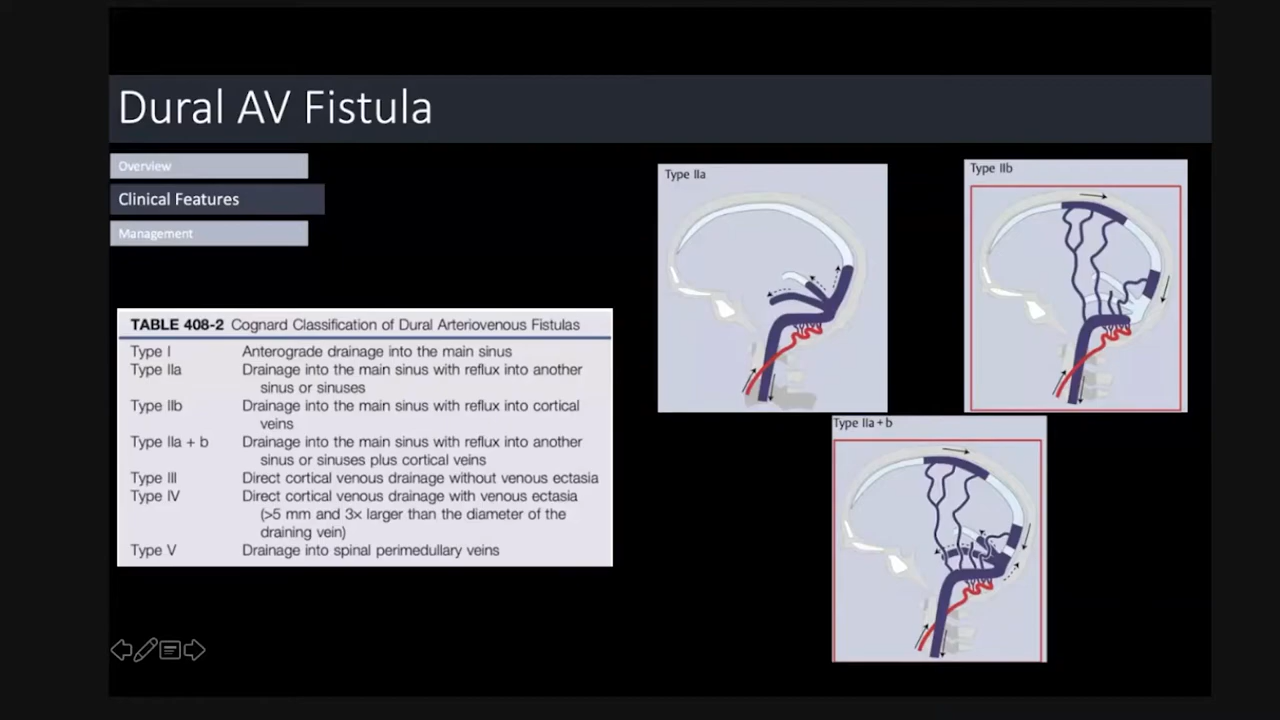 Dural AV Fistula
Overview
Clinical Features
Management
TABLE 408-2 Cognard Classification of Dural Arteriovenous Fistulas
Type I Anterograde drainage into the main sinus
Type IIa Drainage into the main sinus with reflux into another
sinus or sinuses
Type IIb Drainage into the main sinus with reflux into cortical
veins
Type IIa + b Drainage into the main sinus with reflux into another
sinus or sinuses plus cortical veins
Type III Direct cortical venous drainage without venous ectasia
Type IV Direct cortical venous drainage with venous ectasia
(>5 mm and 3× larger than the diameter of the
draining vein)
Type V Drainage into spinal perimedullary veins
Type IIa
Type IIb
Type IIa + b